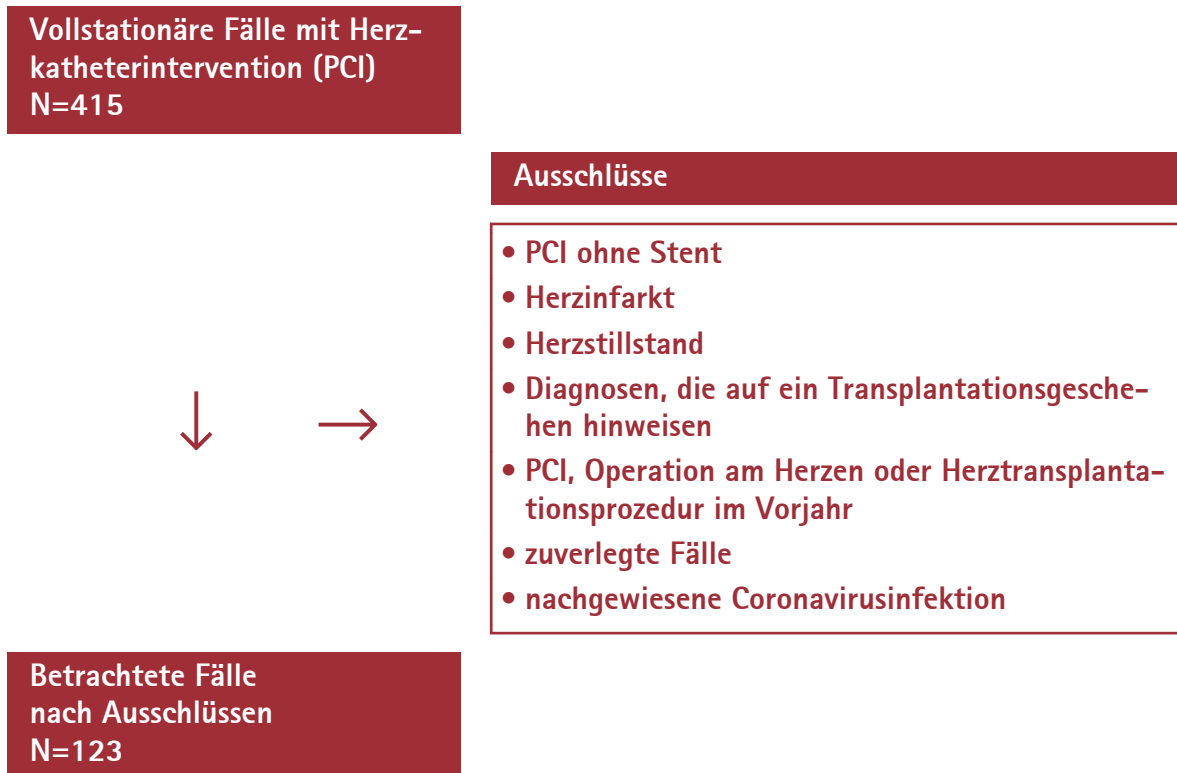 Vollstationäre Fälle mit Herz-
katheterintervention (PCI)
N=415
Ausschlüsse
• PCI ohne Stent
• Herzinfarkt
• Herzstillstand
• Diagnosen, die auf ein Transplantationsgesche-
hen hinweisen
• PCI, Operation am Herzen oder Herztransplanta-
tionsprozedur im Vorjahr
• zuverlegte Fälle
• nachgewiesene Coronavirusinfektion
Betrachtete Fälle
nach Ausschlüssen
N=123